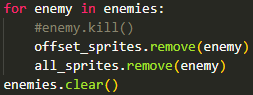 for enemy in enemies:
    #enemy.kill()
    offset_sprites.remove(enemy)
    all_sprites.remove(enemy)
enemies.clear()